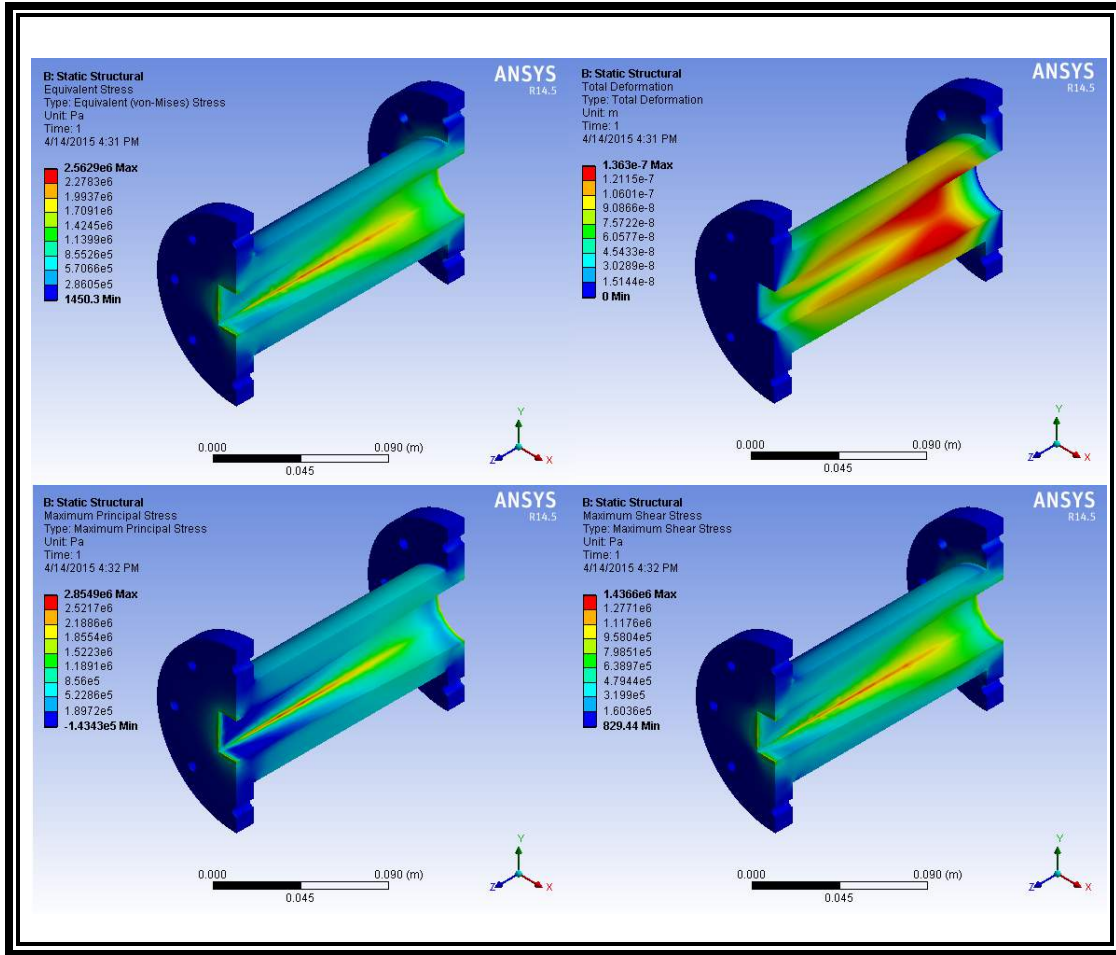 B: Static Structural
Equivalent Stress
Type: Equivalent (von-Mises) Stress
Unit: Pa
Time: 1
4/14/2015 4:31 PM
2.5629e6 Max
2.2783e6
1.9937e6
1.7091e6
1.4245e6
1.1399e6
8.5526e5
5.7066e5
2.8605e5
1450.3 Min
ANSYS
R14.5
0.000 0.090 (m)
0.045
Y
Z X
B: Static Structural
Total Deformation
Type: Total Deformation
Unit: m
Time: 1
4/14/2015 4:31 PM
1.363e-7 Max
1.2115e-7
1.0601e-7
9.0866e-8
7.5722e-8
6.0577e-8
4.5433e-8
3.0289e-8
1.5144e-8
0 Min
ANSYS
R14.5
0.000 0.090 (m)
0.045
Y
Z X
B: Static Structural
Maximum Principal Stress
Type: Maximum Principal Stress
Unit: Pa
Time: 1
4/14/2015 4:32 PM
2.8549e6 Max
2.5217e6
2.1886e6
1.8554e6
1.5223e6
1.1891e6
8.56e5
5.2286e5
1.8972e5
-1.4343e5 Min
ANSYS
R14.5
0.000 0.090 (m)
0.045
Y
Z X
B: Static Structural
Maximum Shear Stress
Type: Maximum Shear Stress
Unit: Pa
Time: 1
4/14/2015 4:32 PM
1.4366e6 Max
1.2771e6
1.1176e6
9.5804e5
7.9851e5
6.3897e5
4.7944e5
3.199e5
1.6036e5
829.44 Min
ANSYS
R14.5
0.000 0.090 (m)
0.045
Y
Z X